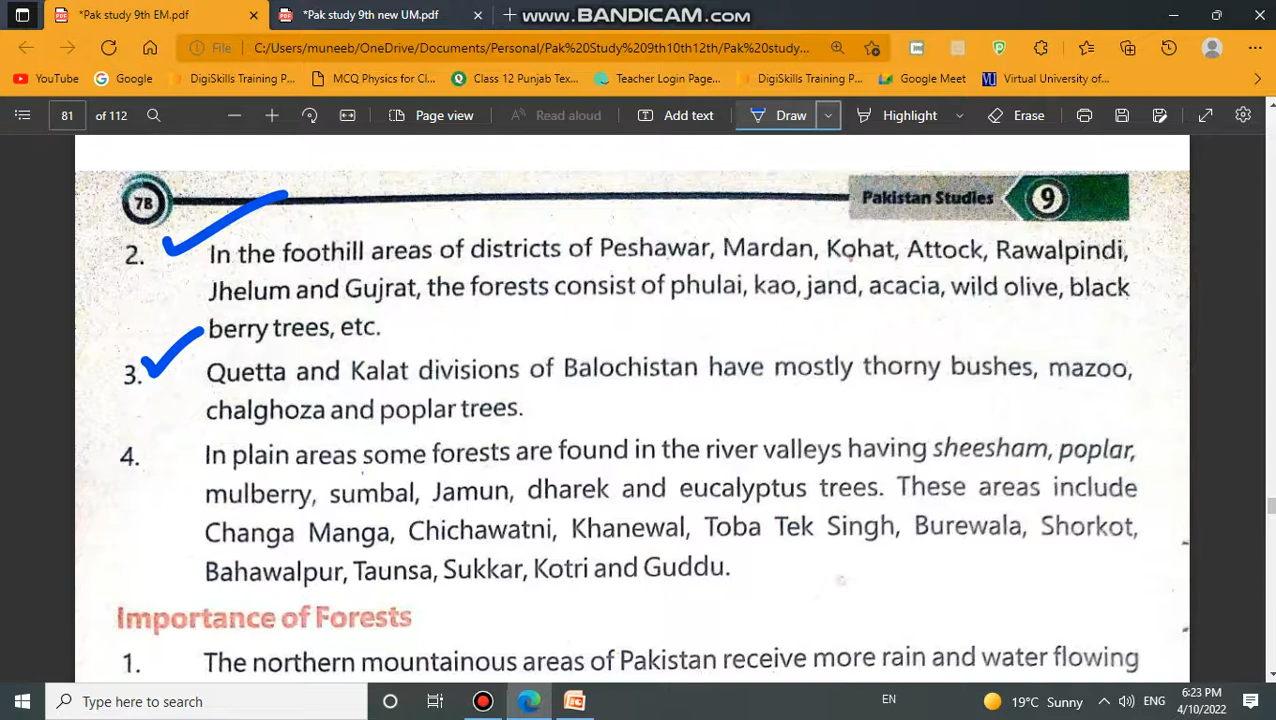 *Pak study 9th EM.pdf
*Pak study 9th new UM.pdf
www.BANDICAM.com
File
C:/Users/muneeb/OneDrive/Documents/Personal/Pak%20Study%209th10th12th/Pak%20study...
YouTube
Google
DigiSkills Training P...
MCQ Physics for Cl...
Class 12 Punjab Tex...
Teacher Login Page...
DigiSkills Training P...
Google Meet
Virtual University of...
81 of 112
Page view
Read aloud
Add text
Draw
Highlight
Erase
78
Pakistan Studies
9
2. In the foothill areas of districts of Peshawar, Mardan, Kohat, Attock, Rawalpindi,
Jhelum and Gujrat, the forests consist of phulai, kao, jand, acacia, wild olive, black
berry trees, etc.
3. Quetta and Kalat divisions of Balochistan have mostly thorny bushes, mazoo,
chalghoza and poplar trees.
4. In plain areas some forests are found in the river valleys having sheesham, poplar,
mulberry, sumbal, Jamun, dharek and eucalyptus trees. These areas include
Changa Manga, Chichawatni, Khanewal, Toba Tek Singh, Burewala, Shorkot,
Bahawalpur, Taunsa, Sukkar, Kotri and Guddu.
Importance of Forests
1. The northern mountainous areas of Pakistan receive more rain and water flowing
Type here to search
EN
19°C Sunny
ENG
6:23 PM
4/10/2022